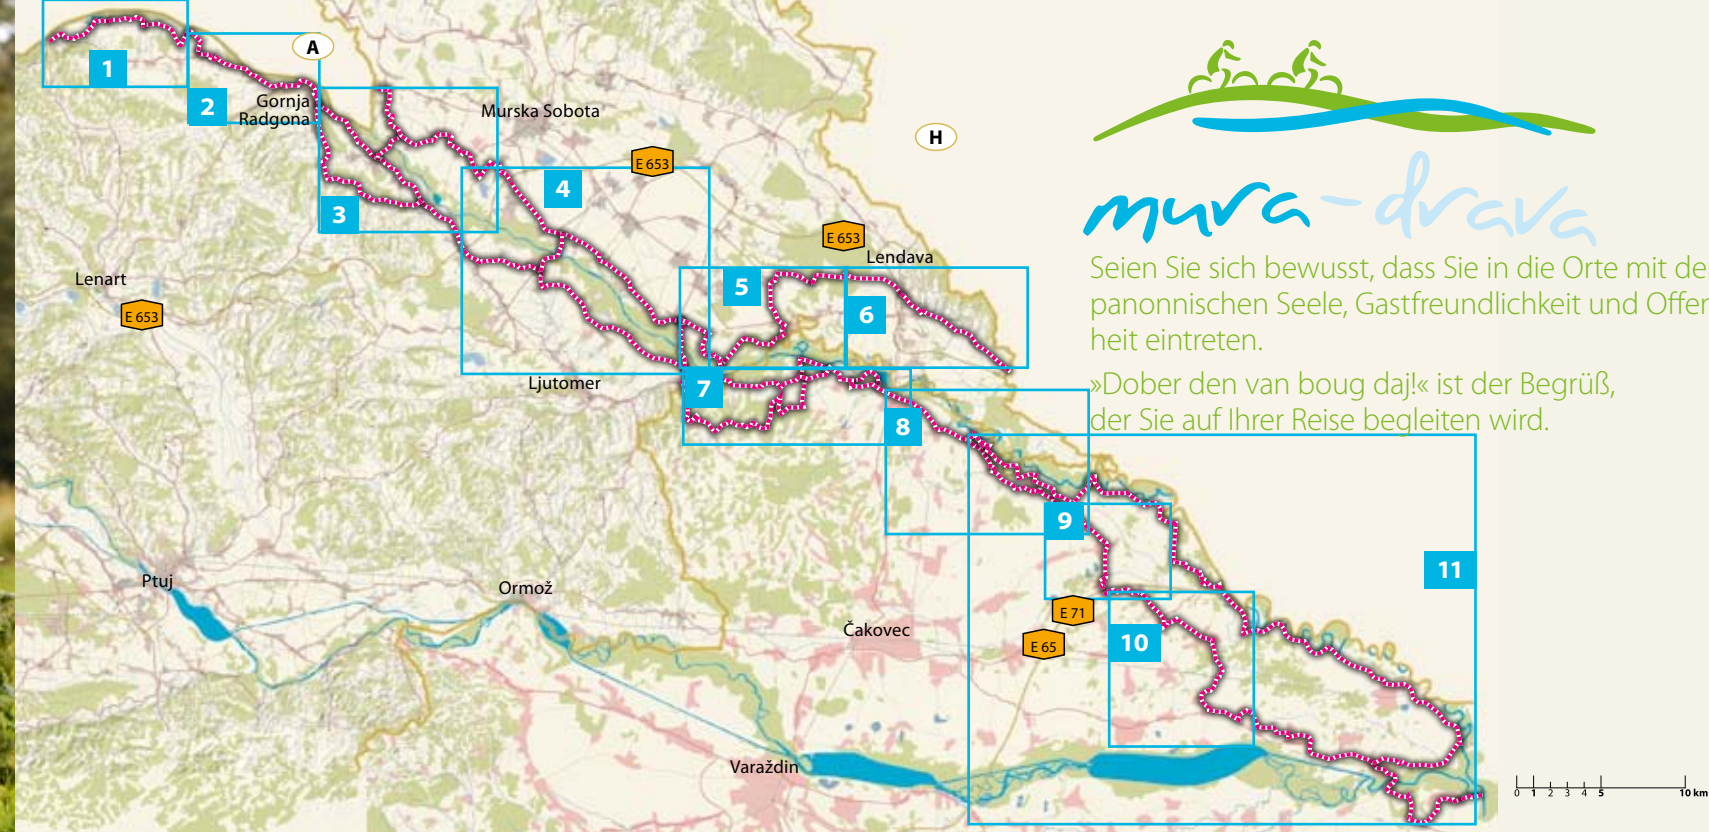 1
A
2
Gornja
Radgona
Murska Sobota
H
E 653
4
3
mura-drava
E 653
Lendava
Seien Sie sich bewusst, dass Sie in die Orte mit de
panonnischen Seele, Gastfreundlichkeit und Offen
heit eintreten.
Lenart
E 653
5
6
Ljutomer
7
»Dober den van boug daj!« ist der Begrüß,
der Sie auf Ihrer Reise begleiten wird.
8
9
11
Ptuj
Ormož
E 71
Čakovec
E 65
10
Varaždin
0 1 2 3 4 5 10 km